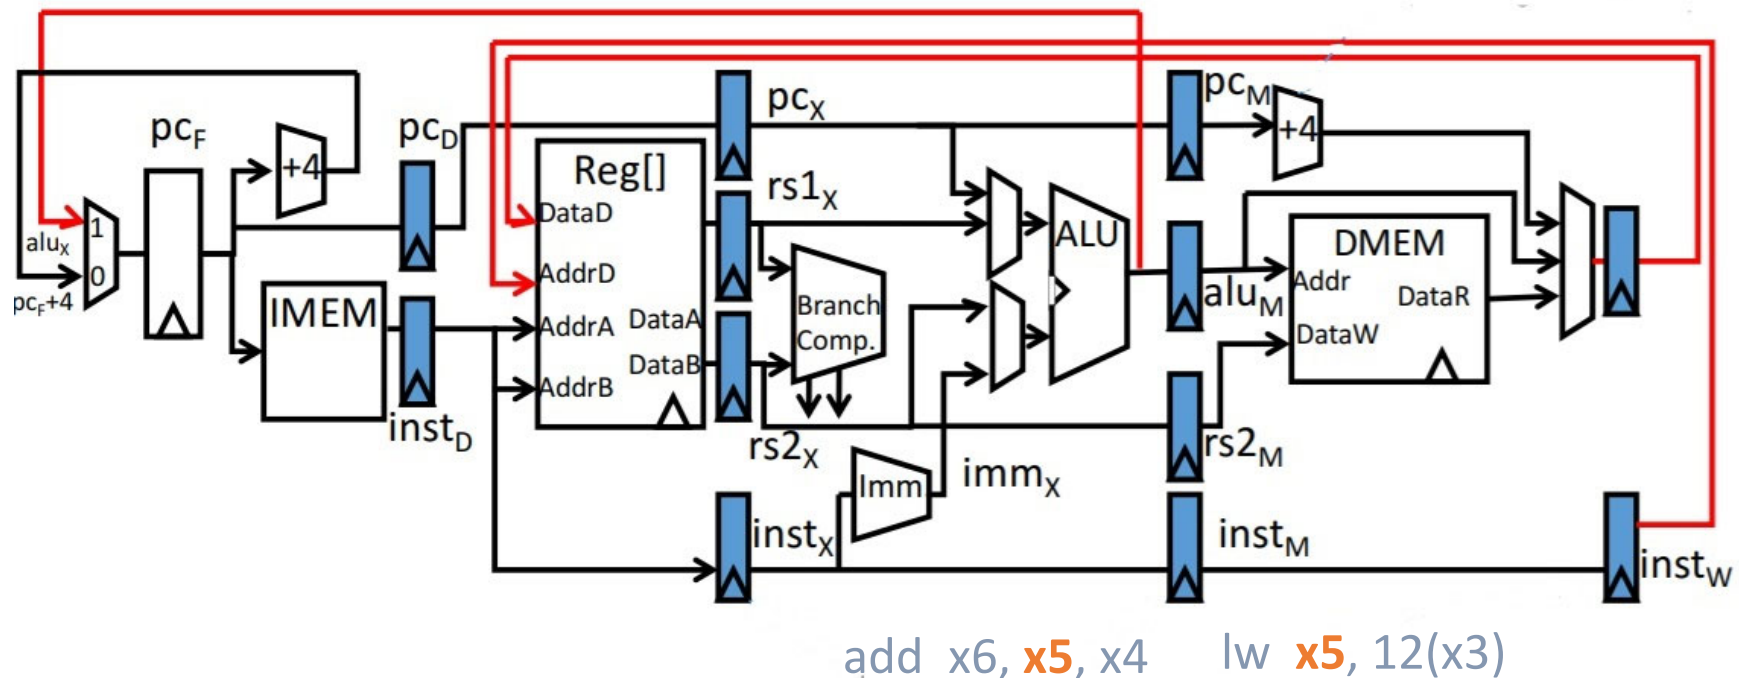 pcF
+4
pcD
pcX
pcM
+4
Reg[]
DataD
AddrD
AddrA
AddrB
DataA
DataB
rs1X
rs2X
1
0
aluX
pcF+4
IMEM
instD
Branch
Comp.
ALU
aluM
DMEM
Addr
DataR
DataW
rs2M
Imm
immX
instX
instM
instW
add x6, x5, x4
lw x5, 12(x3)